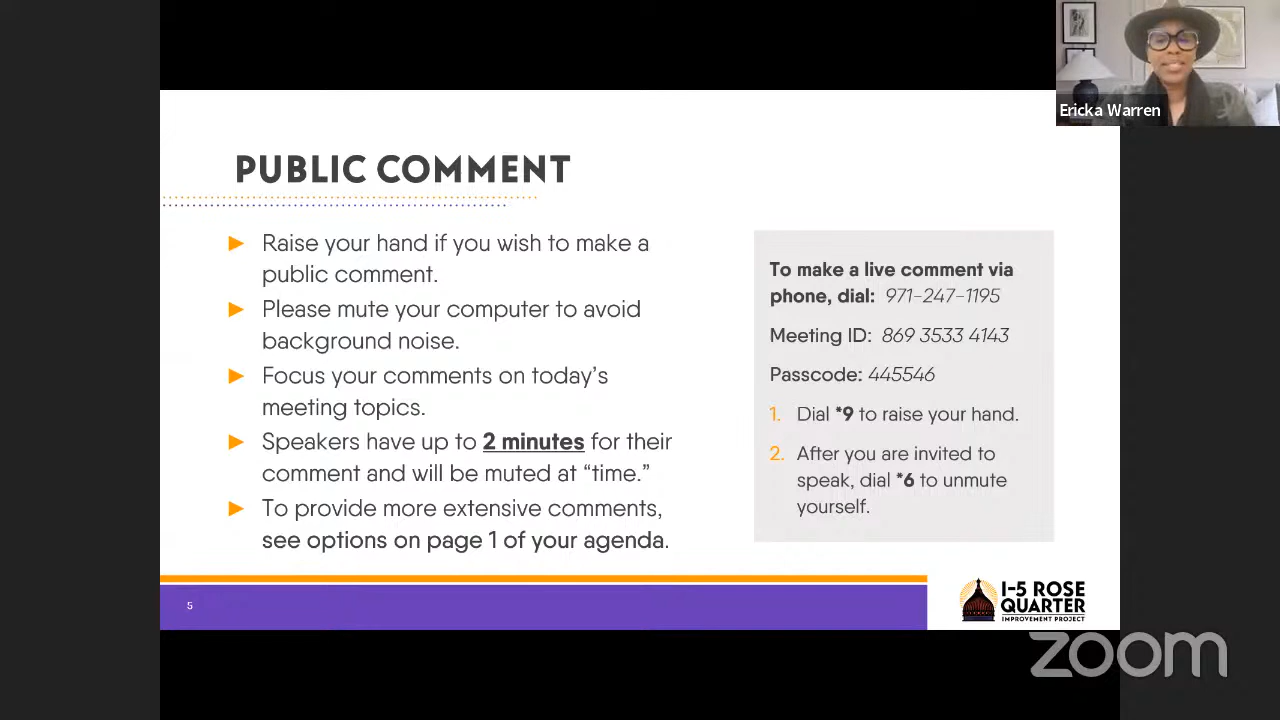 Ericka Warren
PUBLIC COMMENT
Raise your hand if you wish to make a
public comment.
Please mute your computer to avoid
background noise.
Focus your comments on today's
meeting topics.
Speakers have up to 2 minutes for their
comment and will be muted at “time.”
To provide more extensive comments,
see options on page 1 of your agenda.
To make a live comment via
phone, dial: 971-247-1195
Meeting ID: 869 3533 4143
Passcode: 445546
1. Dial *9 to raise your hand.
2. After you are invited to
speak, dial *6 to unmute
yourself.
5
I-5 ROSE
QUARTER
IMPROVEMENT PROJECT
zoom